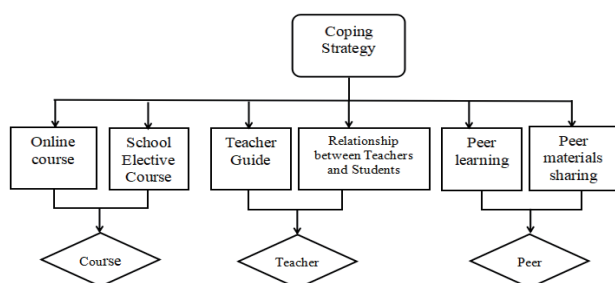 Coping
Strategy
Online
course
School
Elective
Course
Teacher
Guide
Relationship
between Teachers
and Students
Peer
learning
Peer
materials
sharing
Course
Teacher
Peer